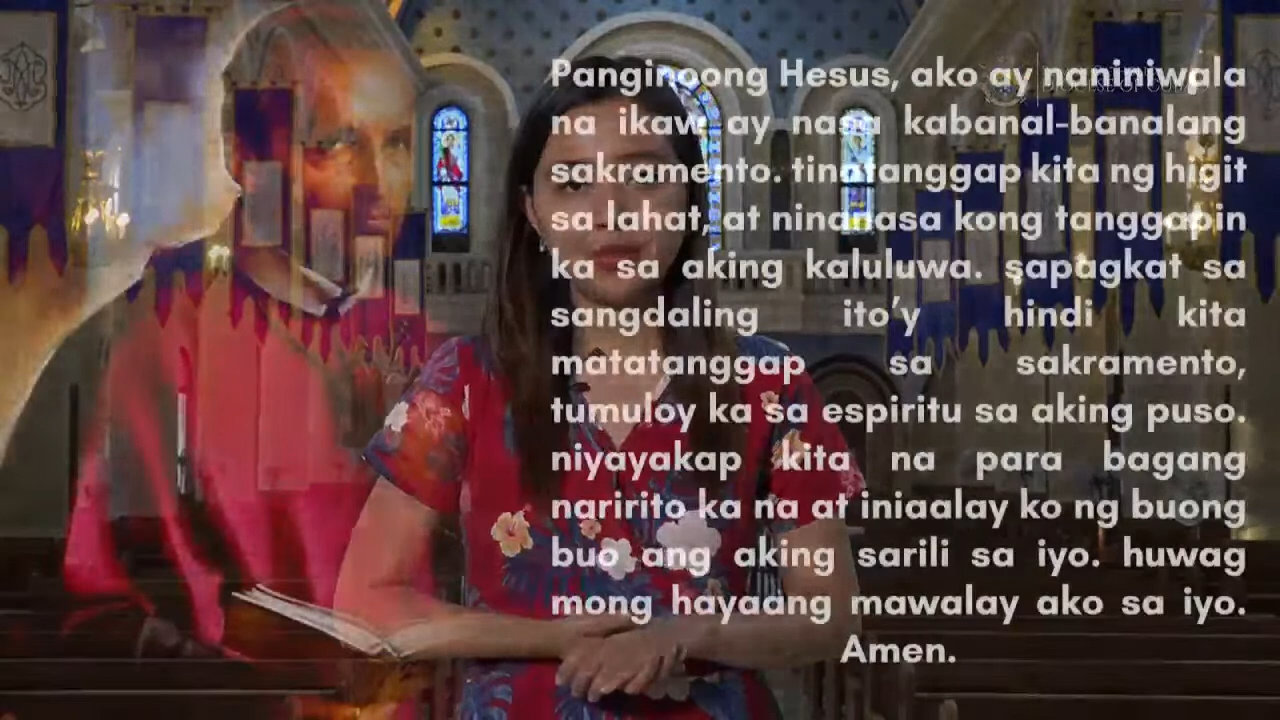 Panginoong Hesus, ako ay naniniwala
na ikaw ay nasa kabanal-banalang
sakramento. tinatanggap kita ng higit
sa lahat, at ninanasa kong tanggapin
ka sa aking kaluluwa. sapagkat sa
sangdaling ito'y hindi kita
matatanggap sa sakramento,
tumuloy ka sa espiritu sa aking puso.
niyayakap kita na para bagang
naririto ka na at iniaalay ko ng buong
buo ang aking sarili sa iyo. huwag
mong hayaang mawalay ako sa iyo.
Amen.